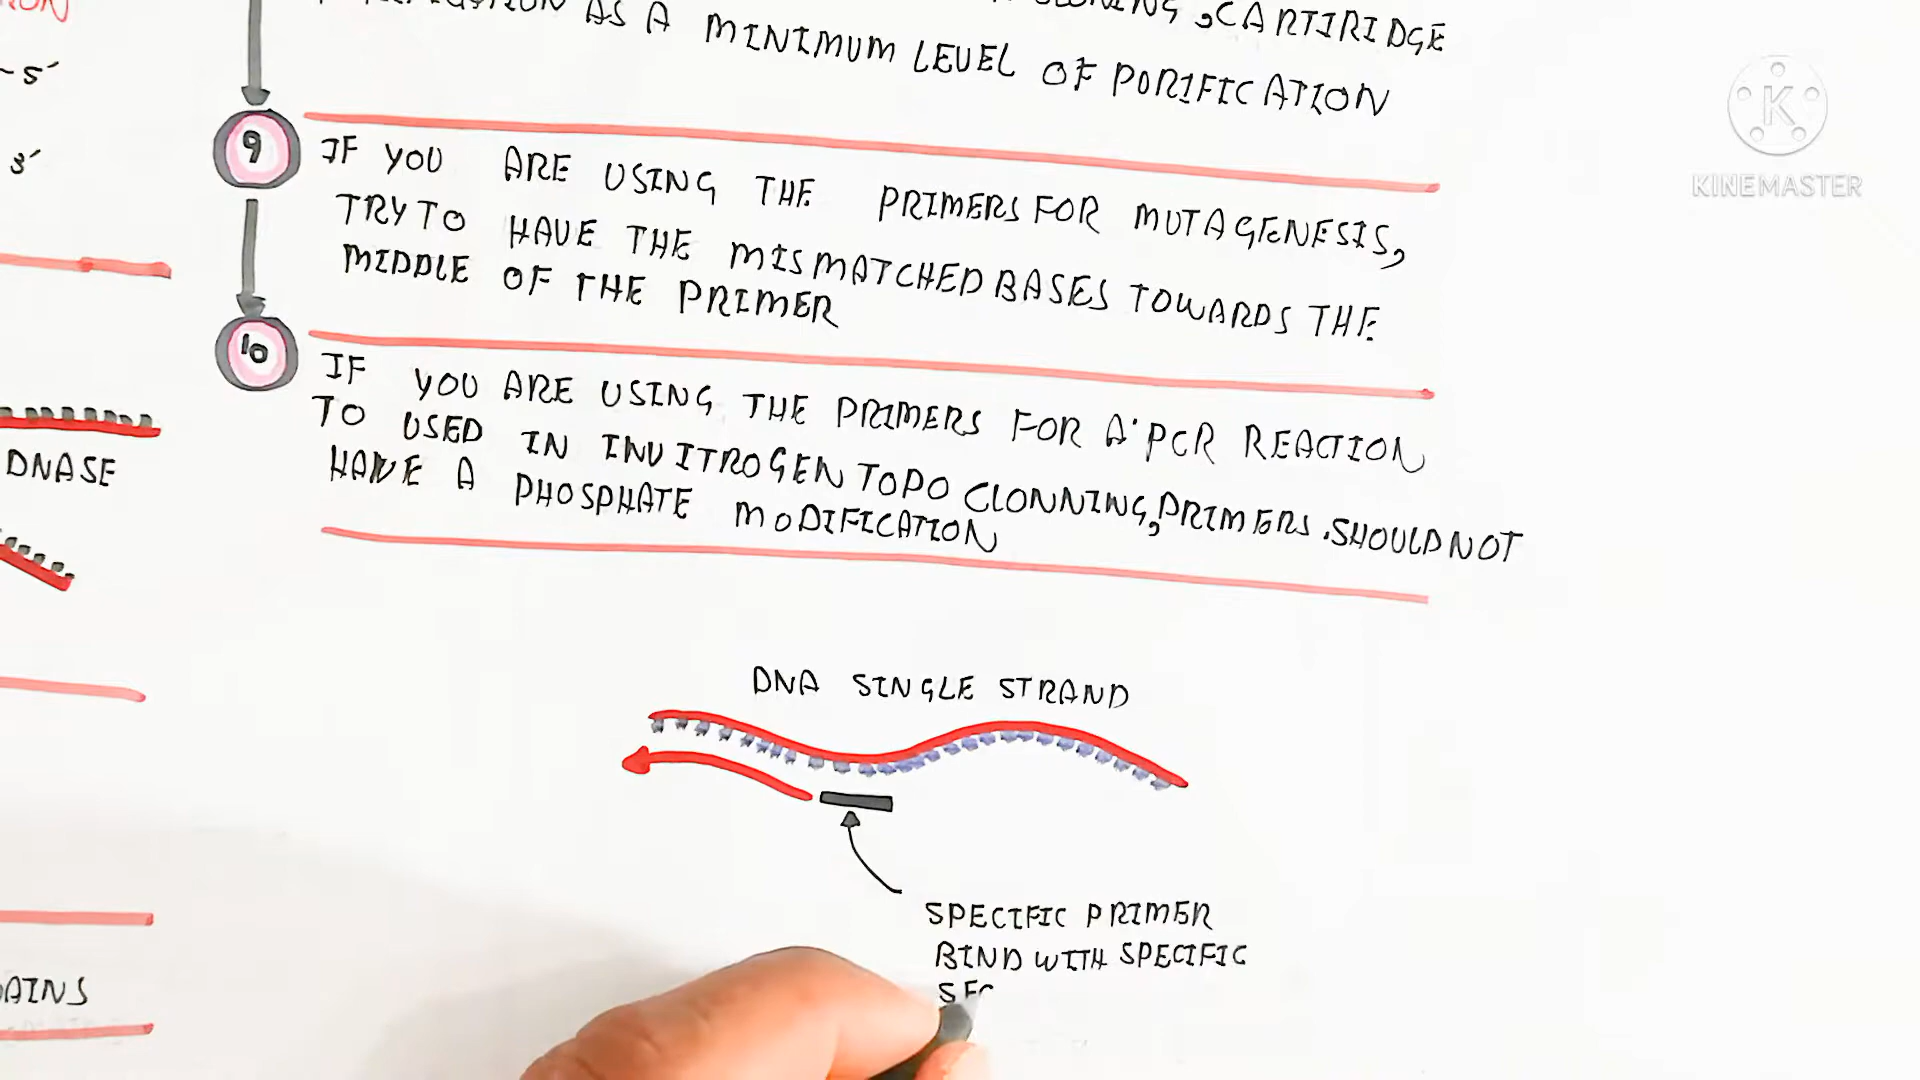 ,CARTIRIDGE
AS A MINIMUM LEVEL OF PORIFICATION
-5′
3′
9
IF YOU ARE USING THE PRIMERS FOR MUTAGENESIS,
TRY TO HAVE THE MISMATCHED BASES TOWARDS THE
MIDDLE OF THE PRIMER
10
IF YOU ARE USING THE PRIMERS FOR A PCR REACTION
TO USED IN INVITROGEN TOPO CLONNING,PRIMERS.SHOULD NOT
HAVE A PHOSPHATE MODIFICATION
DNASE
DNA SINGLE STRAND
SPECIFIC PRIMER
BIND WITH SPECIFIC
SEC
AINS
K
KINEMASTER